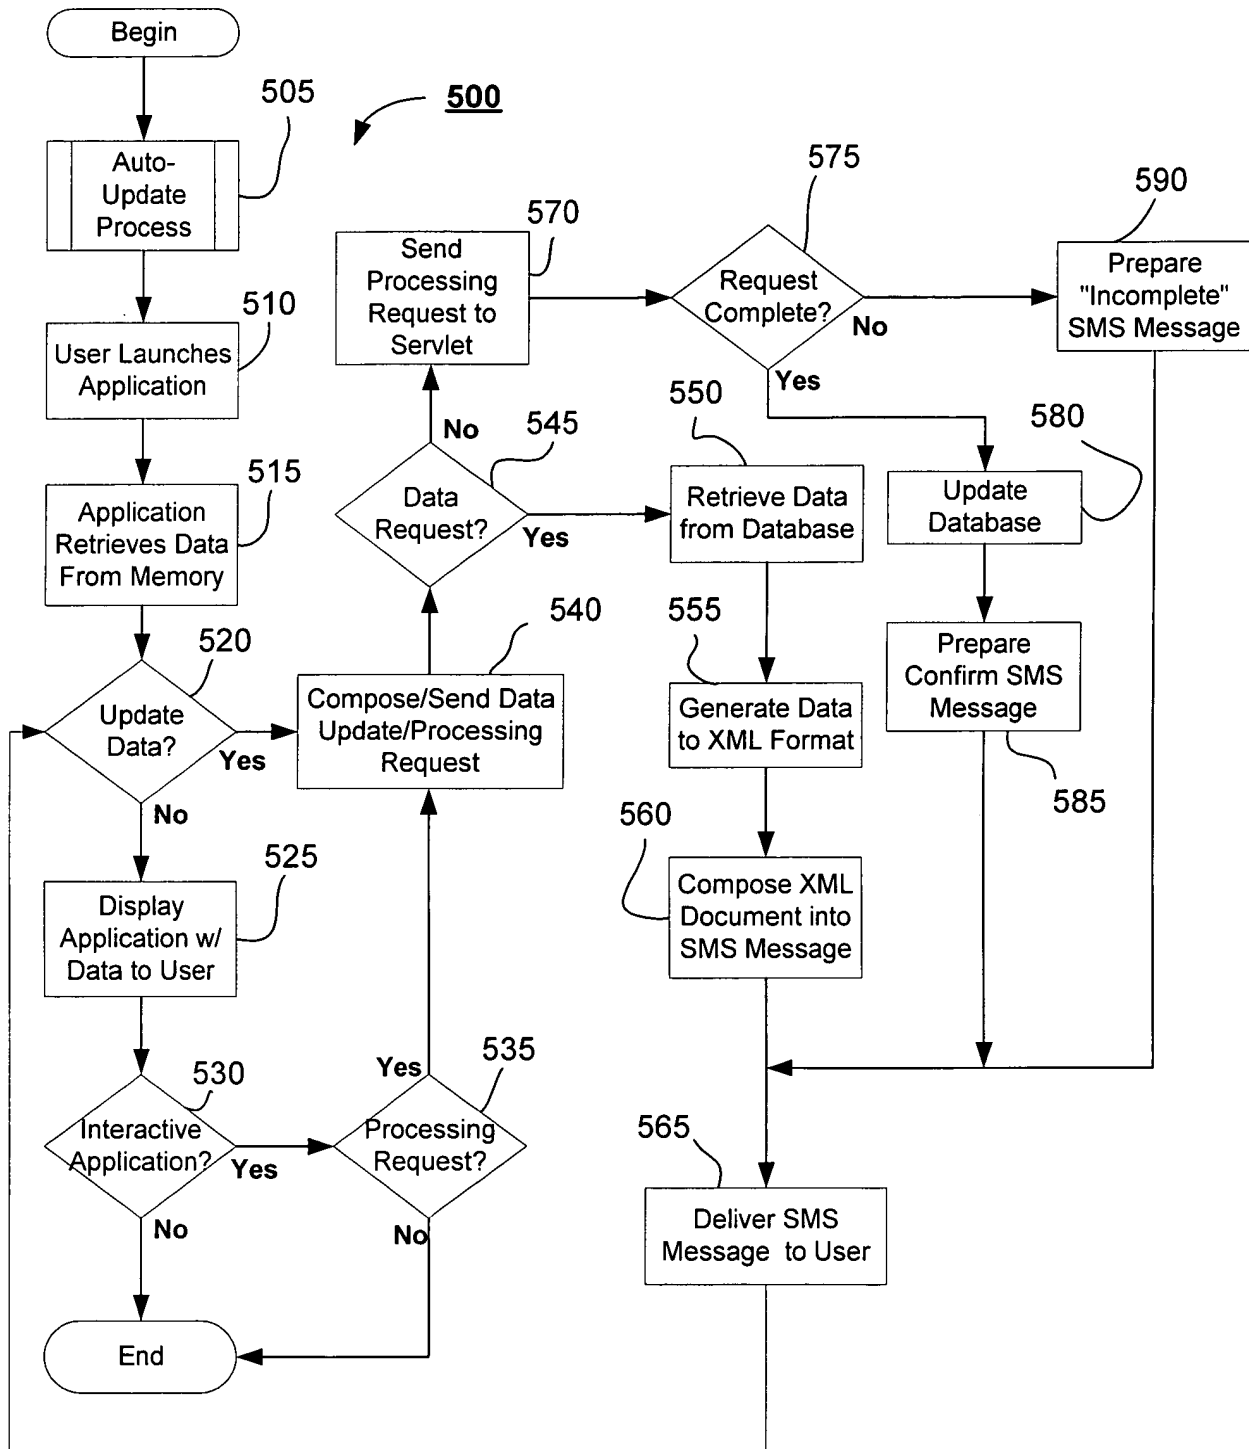 Begin
505
500
Auto-
Update
Process
575
590
570
Send
Processing
Request to
Servlet
Request
Complete?
No
Yes
Prepare
"Incomplete"
SMS Message
510
User Launches
Application
No
545
550
580
515
Data
Request?
Yes
Retrieve Data
from Database
Update
Database
Application
Retrieves Data
From Memory
520
540
555
Prepare
Confirm SMS
Message
585
Update
Data?
Yes
No
Compose/Send Data
Update/Processing
Request
Generate Data
to XML Format
560
525
Display
Application w/
Data to User
Compose XML
Document into
SMS Message
530
Yes
535
Interactive
Application?
Yes
No
Processing
Request?
No
565
Deliver SMS
Message to User
End